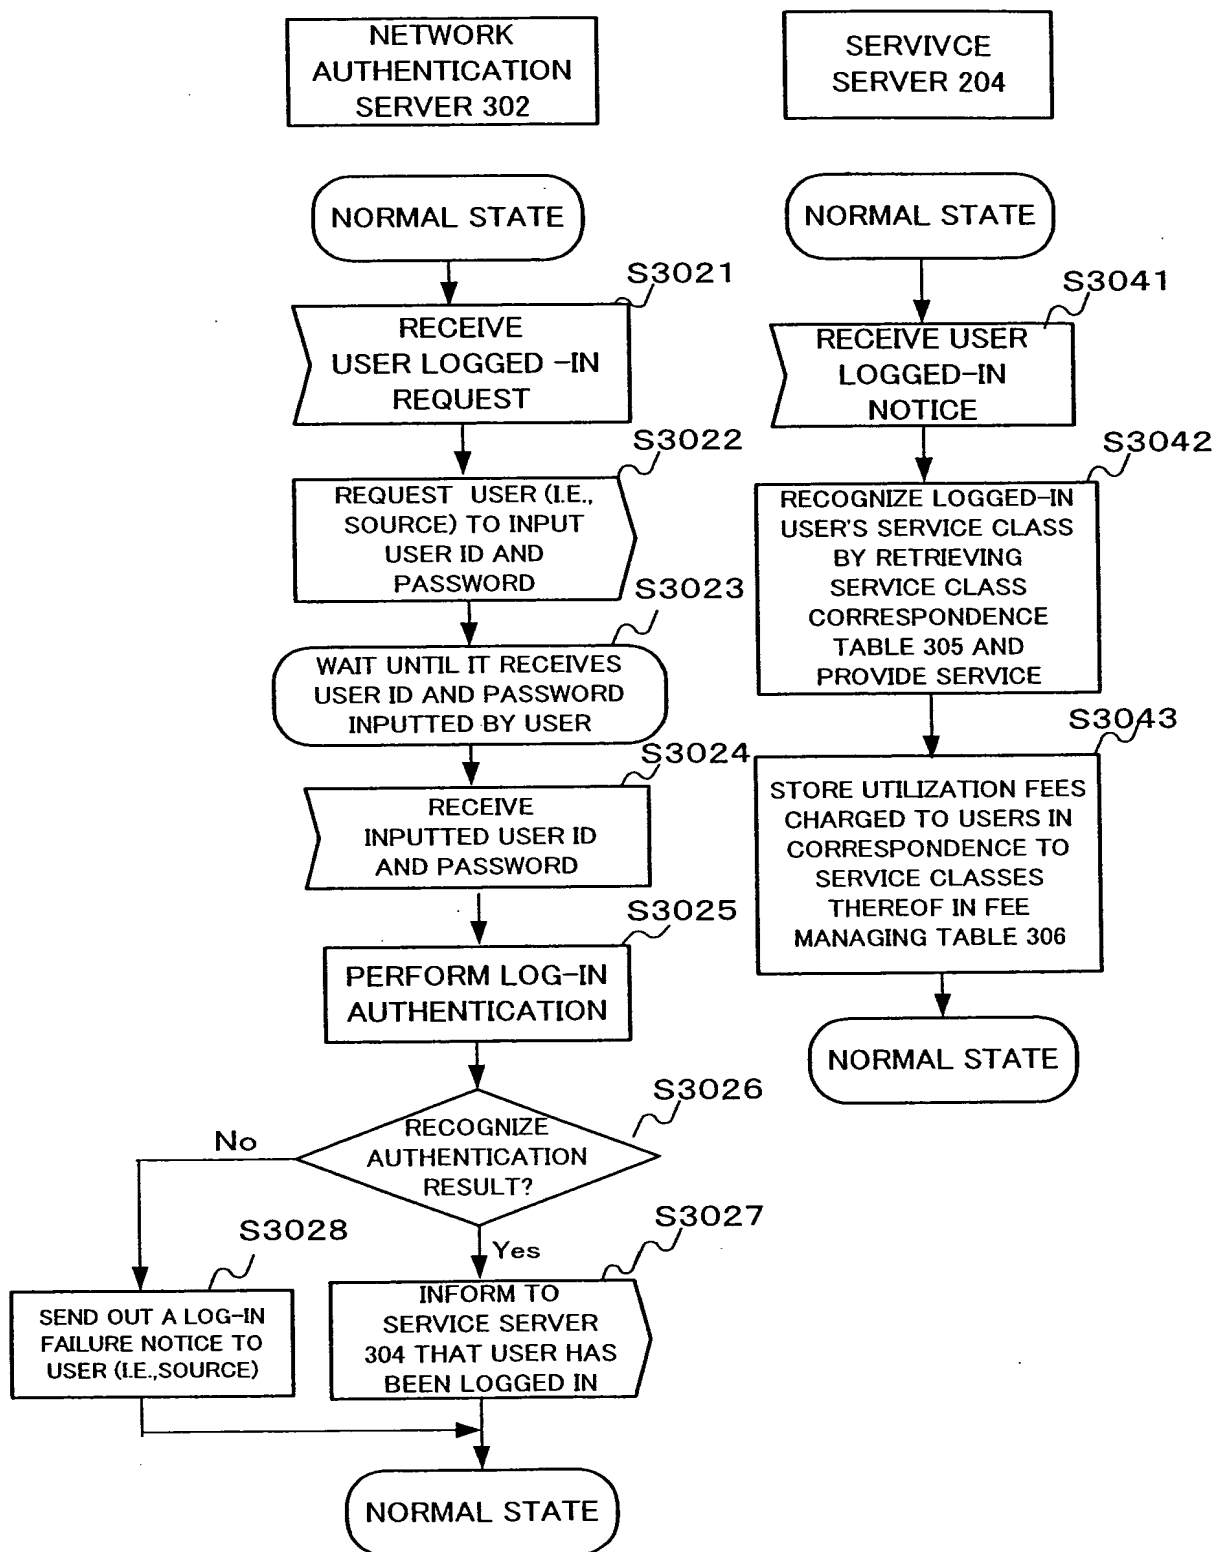 NETWORK
AUTHENTICATION
SERVER 302
NORMAL STATE
S3021
RECEIVE
USER LOGGED -IN
REQUEST
S3022
REQUEST USER (I.E.,
SOURCE) TO INPUT
USER ID AND
PASSWORD
S3023
WAIT UNTIL IT RECEIVES
USER ID AND PASSWORD
INPUTTED BY USER
S3024
RECEIVE
INPUTTED USER ID
AND PASSWORD
S3025
PERFORM LOG-IN
AUTHENTICATION
S3026
RECOGNIZE
AUTHENTICATION
RESULT?
No
Yes
S3028
SEND OUT A LOG-IN
FAILURE NOTICE TO
USER (I.E.,SOURCE)
S3027
INFORM TO
SERVICE SERVER
304 THAT USER HAS
BEEN LOGGED IN
NORMAL STATE
SERVIVCE
SERVER 204
NORMAL STATE
S3041
RECEIVE USER
LOGGED-IN
NOTICE
S3042
RECOGNIZE LOGGED-IN
USER'S SERVICE CLASS
BY RETRIEVING
SERVICE CLASS
CORRESPONDENCE
TABLE 305 AND
PROVIDE SERVICE
S3043
STORE UTILIZATION FEES
CHARGED TO USERS IN
CORRESPONDENCE TO
SERVICE CLASSES
THEREOF IN FEE
MANAGING TABLE 306
NORMAL STATE